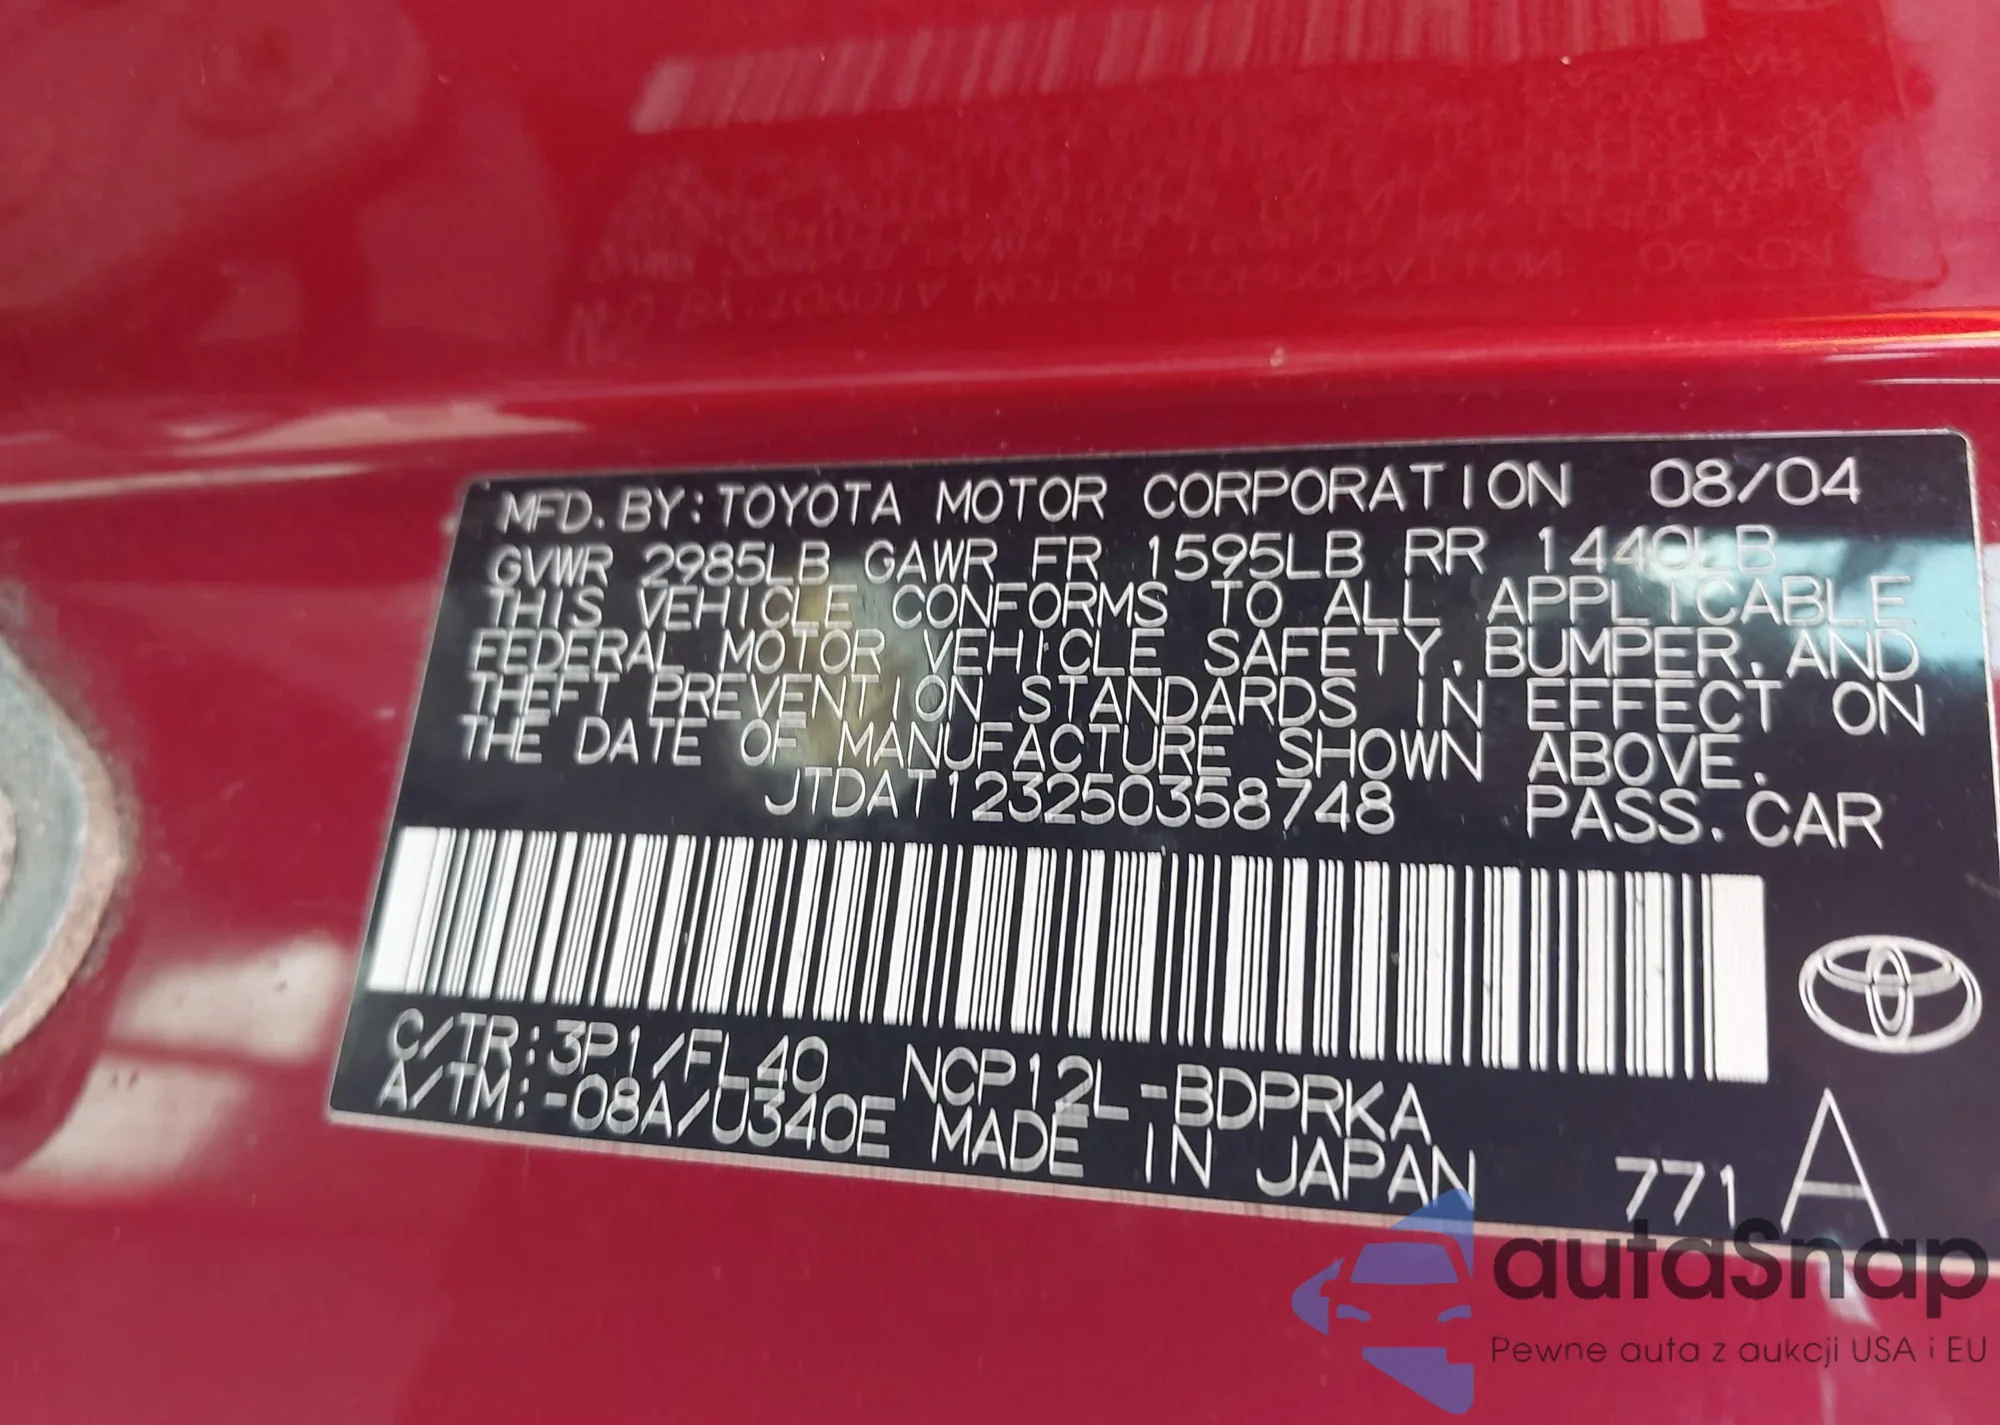 MFD. BY: TOYOTA MOTOR CORPORATION 08/04
GVWR 2985LB GAWR FR 1595LB RR 1440LB
THIS VEHICLE CONFORMS TO ALL APPLICABLE
FEDERAL MOTOR VEHICLE SAFETY, BUMPER, AND
THEFT PREVENTION STANDARDS IN EFFECT ON
THE DATE OF MANUFACTURE SHOWN ABOVE.
JTDAT123250358748 PASS. CAR
C/TR: 3P1/FL40 NCP12L-BDPRKA
A/TM: -08A/U340E MADE IN JAPAN 771 A
autaSnap
Pewne auta z aukcji USA i EU